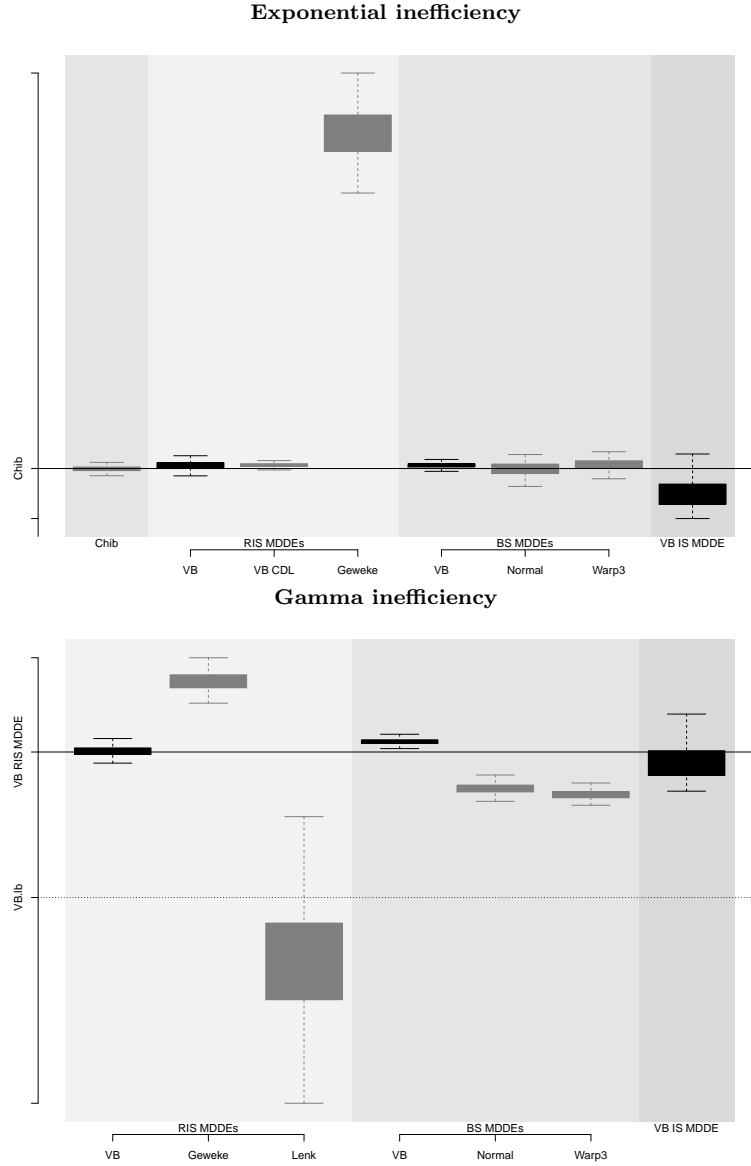 Exponential inefficiency
Chib
Chib
RIS MDDEs
BS MDDEs
VB IS MDDE
VB
VB CDL
Geweke
VB
Normal
Warp3
Gamma inefficiency
VB RIS MDDE
VB.lb
RIS MDDEs
BS MDDEs
VB IS MDDE
VB
Geweke
Lenk
VB
Normal
Warp3